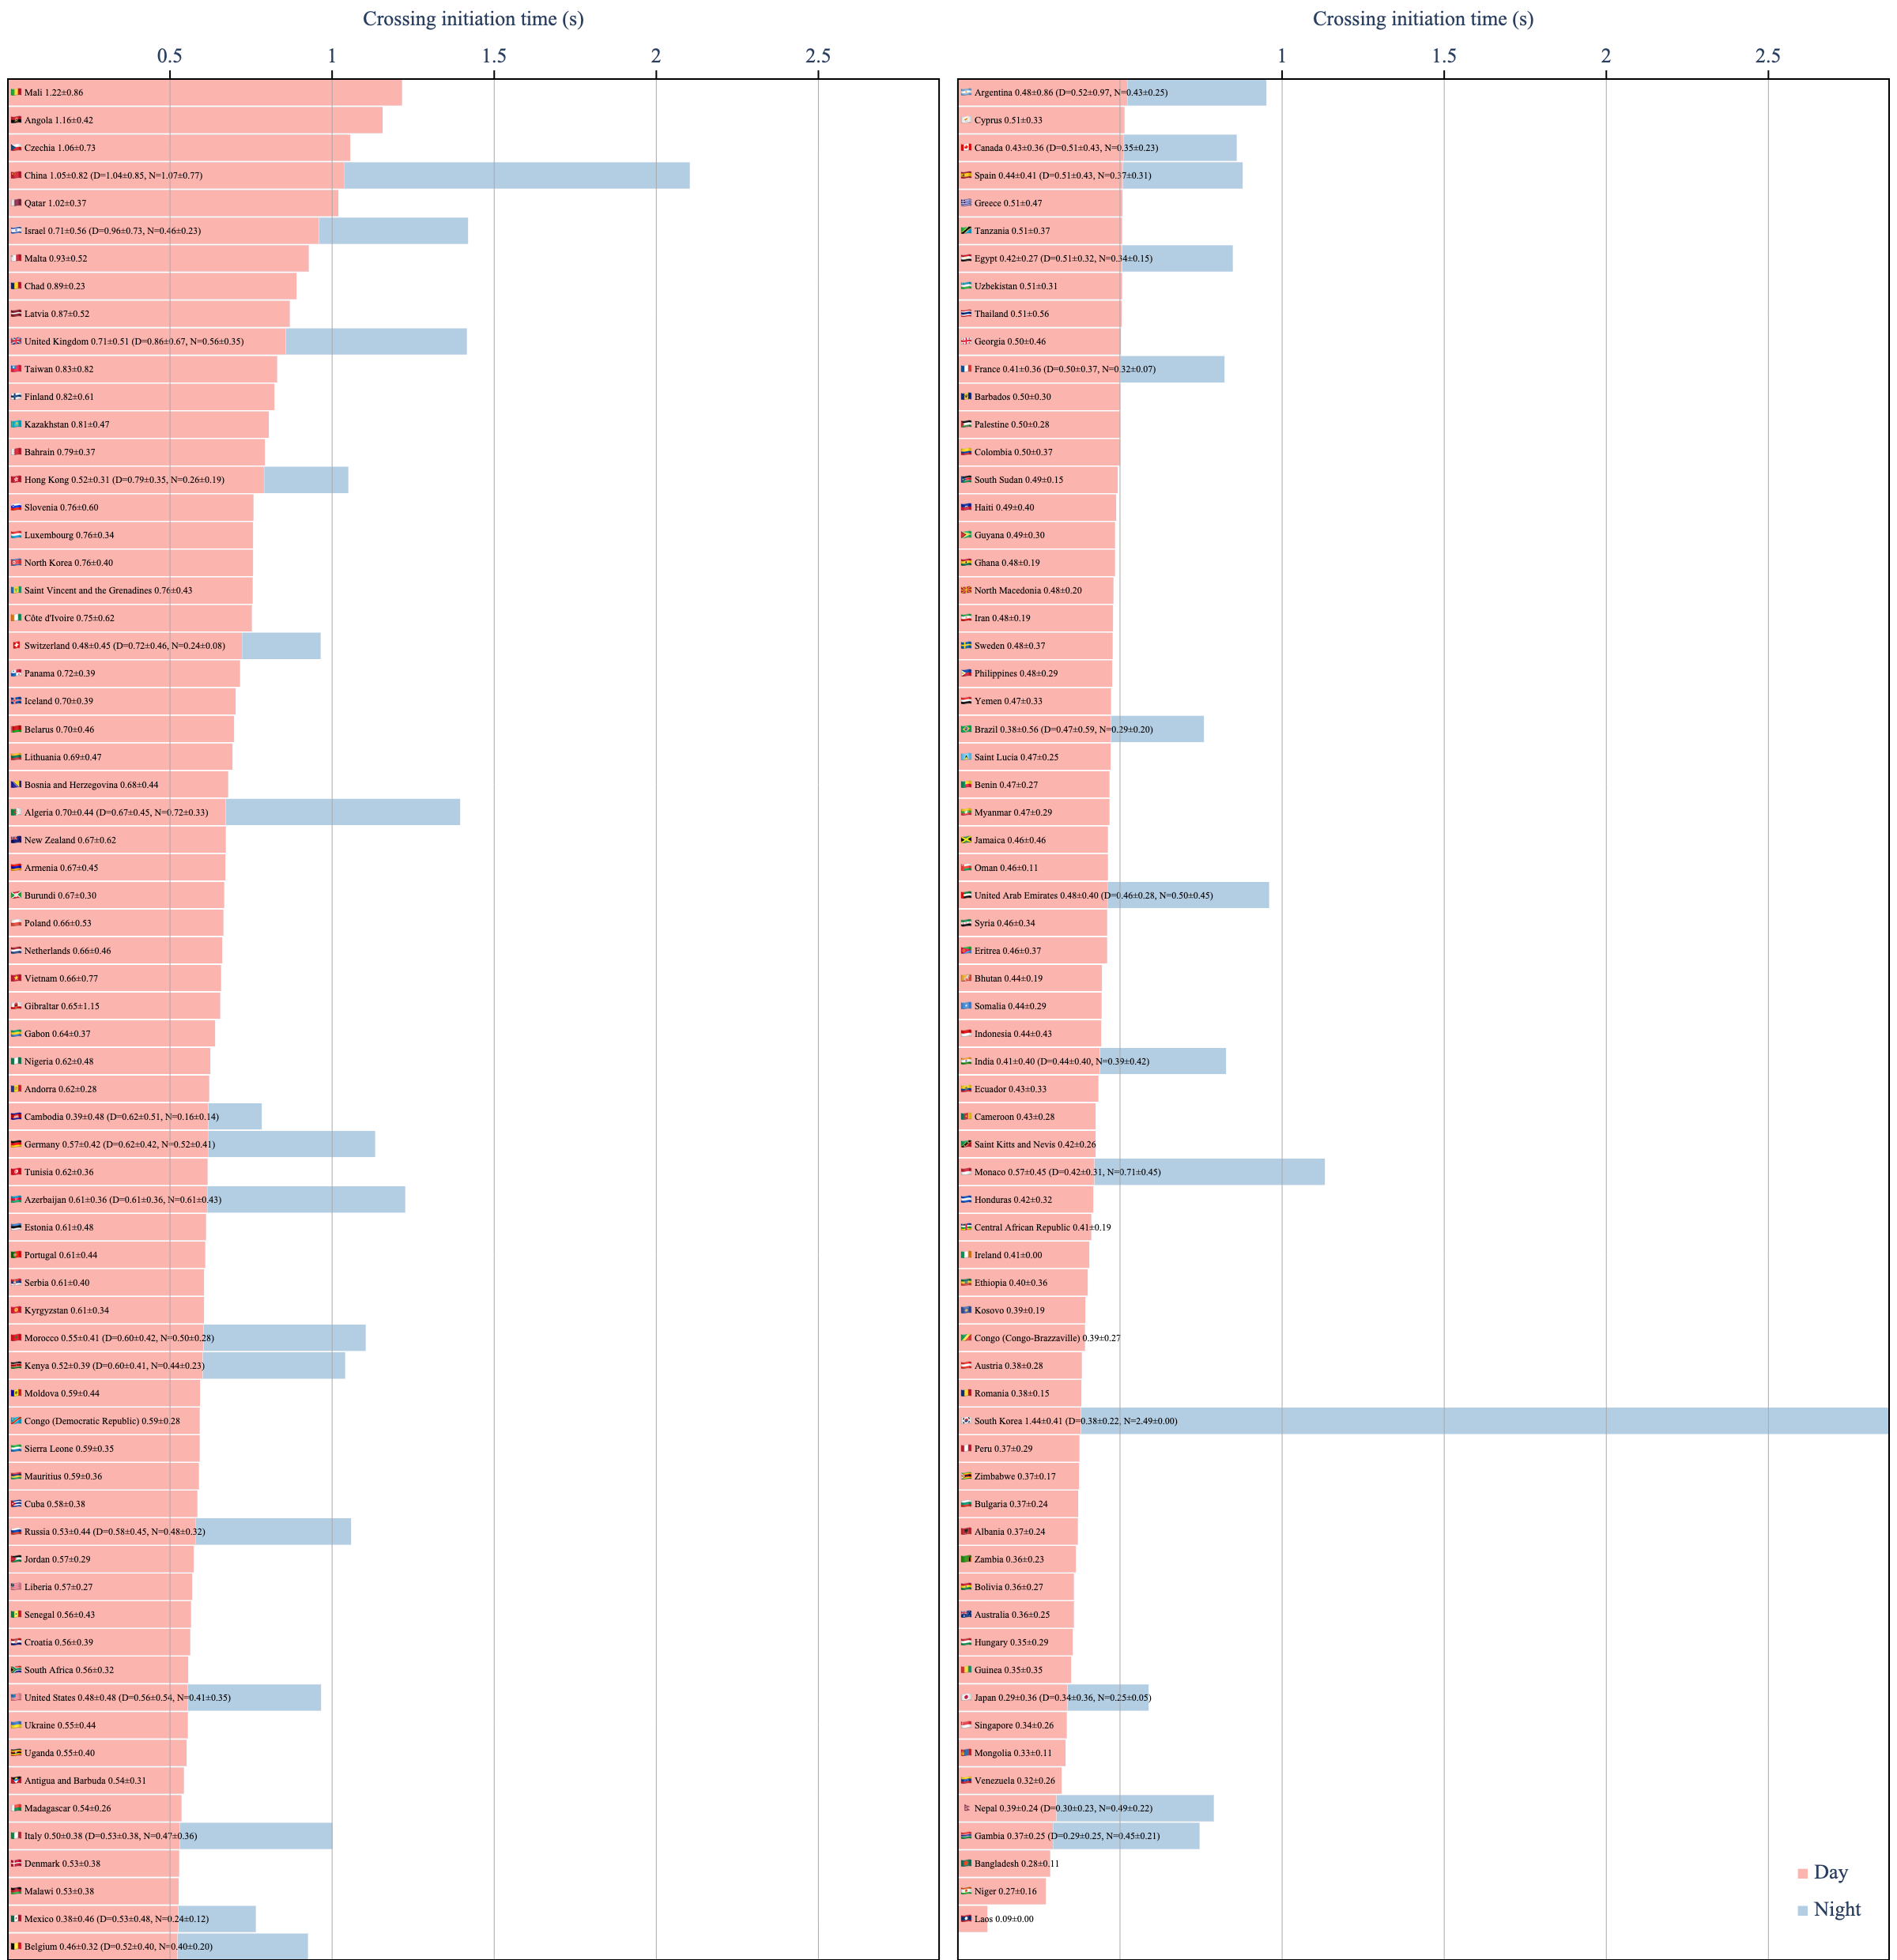 Crossing initiation time (s)
0.5 1 1.5 2 2.5
Mali 1.22±0.86
Angola 1.16±0.42
Czechia 1.06±0.73
China 1.05±0.82 (D=1.04±0.85, N=1.07±0.77)
Qatar 1.02±0.37
Israel 0.71±0.56 (D=0.96±0.73, N=0.46±0.23)
Malta 0.93±0.52
Chad 0.89±0.23
Latvia 0.87±0.52
United Kingdom 0.71±0.51 (D=0.86±0.67, N=0.56±0.35)
Taiwan 0.83±0.82
Finland 0.82±0.61
Kazakhstan 0.81±0.47
Bahrain 0.79±0.37
Hong Kong 0.52±0.31 (D=0.79±0.35, N=0.26±0.19)
Slovenia 0.76±0.60
Luxembourg 0.76±0.34
North Korea 0.76±0.40
Saint Vincent and the Grenadines 0.76±0.43
Côte d'Ivoire 0.75±0.62
Switzerland 0.48±0.45 (D=0.72±0.46, N=0.24±0.08)
Panama 0.72±0.39
Iceland 0.70±0.39
Belarus 0.70±0.46
Lithuania 0.69±0.47
Bosnia and Herzegovina 0.68±0.44
Algeria 0.70±0.44 (D=0.67±0.45, N=0.72±0.33)
New Zealand 0.67±0.62
Armenia 0.67±0.45
Burundi 0.67±0.30
Poland 0.66±0.53
Netherlands 0.66±0.46
Vietnam 0.66±0.77
Gibraltar 0.65±1.15
Gabon 0.64±0.37
Nigeria 0.62±0.48
Andorra 0.62±0.28
Cambodia 0.39±0.48 (D=0.62±0.51, N=0.16±0.14)
Germany 0.57±0.42 (D=0.62±0.42, N=0.52±0.41)
Tunisia 0.62±0.36
Azerbaijan 0.61±0.36 (D=0.61±0.36, N=0.61±0.43)
Estonia 0.61±0.48
Portugal 0.61±0.44
Serbia 0.61±0.40
Kyrgyzstan 0.61±0.34
Morocco 0.55±0.41 (D=0.60±0.42, N=0.50±0.28)
Kenya 0.52±0.39 (D=0.60±0.41, N=0.44±0.23)
Moldova 0.59±0.44
Congo (Democratic Republic) 0.59±0.28
Sierra Leone 0.59±0.35
Mauritius 0.59±0.36
Cuba 0.58±0.38
Russia 0.53±0.44 (D=0.58±0.45, N=0.48±0.32)
Jordan 0.57±0.29
Liberia 0.57±0.27
Senegal 0.56±0.43
Croatia 0.56±0.39
South Africa 0.56±0.32
United States 0.48±0.48 (D=0.56±0.54, N=0.41±0.35)
Ukraine 0.55±0.44
Uganda 0.55±0.40
Antigua and Barbuda 0.54±0.31
Madagascar 0.54±0.26
Italy 0.50±0.38 (D=0.53±0.38, N=0.47±0.36)
Denmark 0.53±0.38
Malawi 0.53±0.38
Mexico 0.38±0.46 (D=0.53±0.48, N=0.24±0.12)
Belgium 0.46±0.32 (D=0.52±0.40, N=0.40±0.20)
Crossing initiation time (s)
1 1.5 2 2.5
Argentina 0.48±0.86 (D=0.52±0.97, N=0.43±0.25)
Cyprus 0.51±0.33
Canada 0.43±0.36 (D=0.51±0.43, N=0.35±0.23)
Spain 0.44±0.41 (D=0.51±0.43, N=0.37±0.31)
Greece 0.51±0.47
Tanzania 0.51±0.37
Egypt 0.42±0.27 (D=0.51±0.32, N=0.34±0.15)
Uzbekistan 0.51±0.31
Thailand 0.51±0.56
Georgia 0.50±0.46
France 0.41±0.36 (D=0.50±0.37, N=0.32±0.07)
Barbados 0.50±0.30
Palestine 0.50±0.28
Colombia 0.50±0.37
South Sudan 0.49±0.15
Haiti 0.49±0.40
Guyana 0.49±0.30
Ghana 0.48±0.19
North Macedonia 0.48±0.20
Iran 0.48±0.19
Sweden 0.48±0.37
Philippines 0.48±0.29
Yemen 0.47±0.33
Brazil 0.38±0.56 (D=0.47±0.59, N=0.29±0.20)
Saint Lucia 0.47±0.25
Benin 0.47±0.27
Myanmar 0.47±0.29
Jamaica 0.46±0.46
Oman 0.46±0.11
United Arab Emirates 0.48±0.40 (D=0.46±0.28, N=0.50±0.45)
Syria 0.46±0.34
Eritrea 0.46±0.37
Bhutan 0.44±0.19
Somalia 0.44±0.29
Indonesia 0.44±0.43
India 0.41±0.40 (D=0.44±0.40, N=0.39±0.42)
Ecuador 0.43±0.33
Cameroon 0.43±0.28
Saint Kitts and Nevis 0.42±0.26
Monaco 0.57±0.45 (D=0.42±0.31, N=0.71±0.45)
Honduras 0.42±0.32
Central African Republic 0.41±0.19
Ireland 0.41±0.00
Ethiopia 0.40±0.36
Kosovo 0.39±0.19
Congo (Congo-Brazzaville) 0.39±0.27
Austria 0.38±0.28
Romania 0.38±0.15
South Korea 1.44±0.41 (D=0.38±0.22, N=2.49±0.00)
Peru 0.37±0.29
Zimbabwe 0.37±0.17
Bulgaria 0.37±0.24
Albania 0.37±0.24
Zambia 0.36±0.23
Bolivia 0.36±0.27
Australia 0.36±0.25
Hungary 0.35±0.29
Guinea 0.35±0.35
Japan 0.29±0.36 (D=0.34±0.36, N=0.25±0.05)
Singapore 0.34±0.26
Mongolia 0.33±0.11
Venezuela 0.32±0.26
Nepal 0.39±0.24 (D=0.30±0.23, N=0.49±0.22)
Gambia 0.37±0.25 (D=0.29±0.25, N=0.45±0.21)
Bangladesh 0.28±0.11
Niger 0.27±0.16
Laos 0.09±0.00
Day
Night